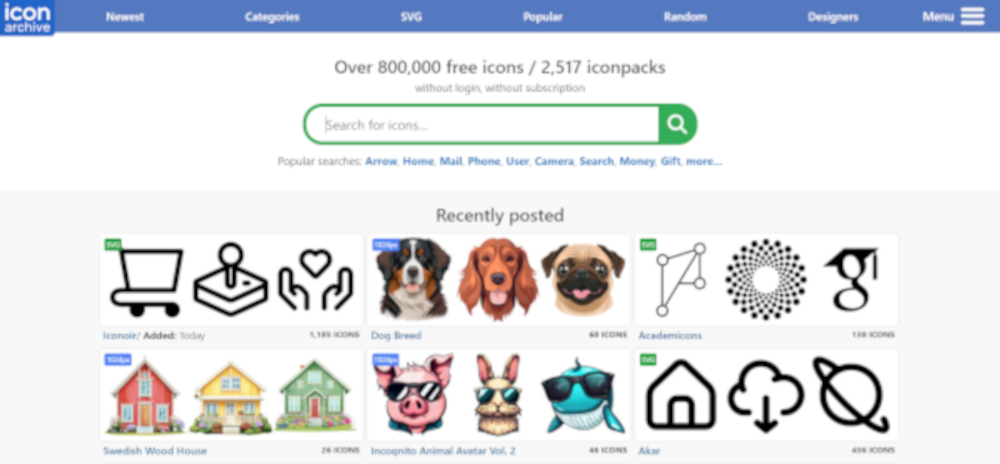 icon
archive
Newest Categories SVG Popular Random Designers Menu
Over 800,000 free icons / 2,517 iconpacks
without login, without subscription
Search for icons...
Popular searches: Arrow, Home, Mail, Phone, User, Camera, Search, Money, Gift, more...
Recently posted
SVG 1024px SVG
Iconoir/ Added: Today 1,185 ICONS Dog Breed 60 ICONS Academicons 138 ICONS
1024px 1024px SVG
Swedish Wood House 26 ICONS Incognito Animal Avatar Vol. 2 46 ICONS Akar 436 ICONS